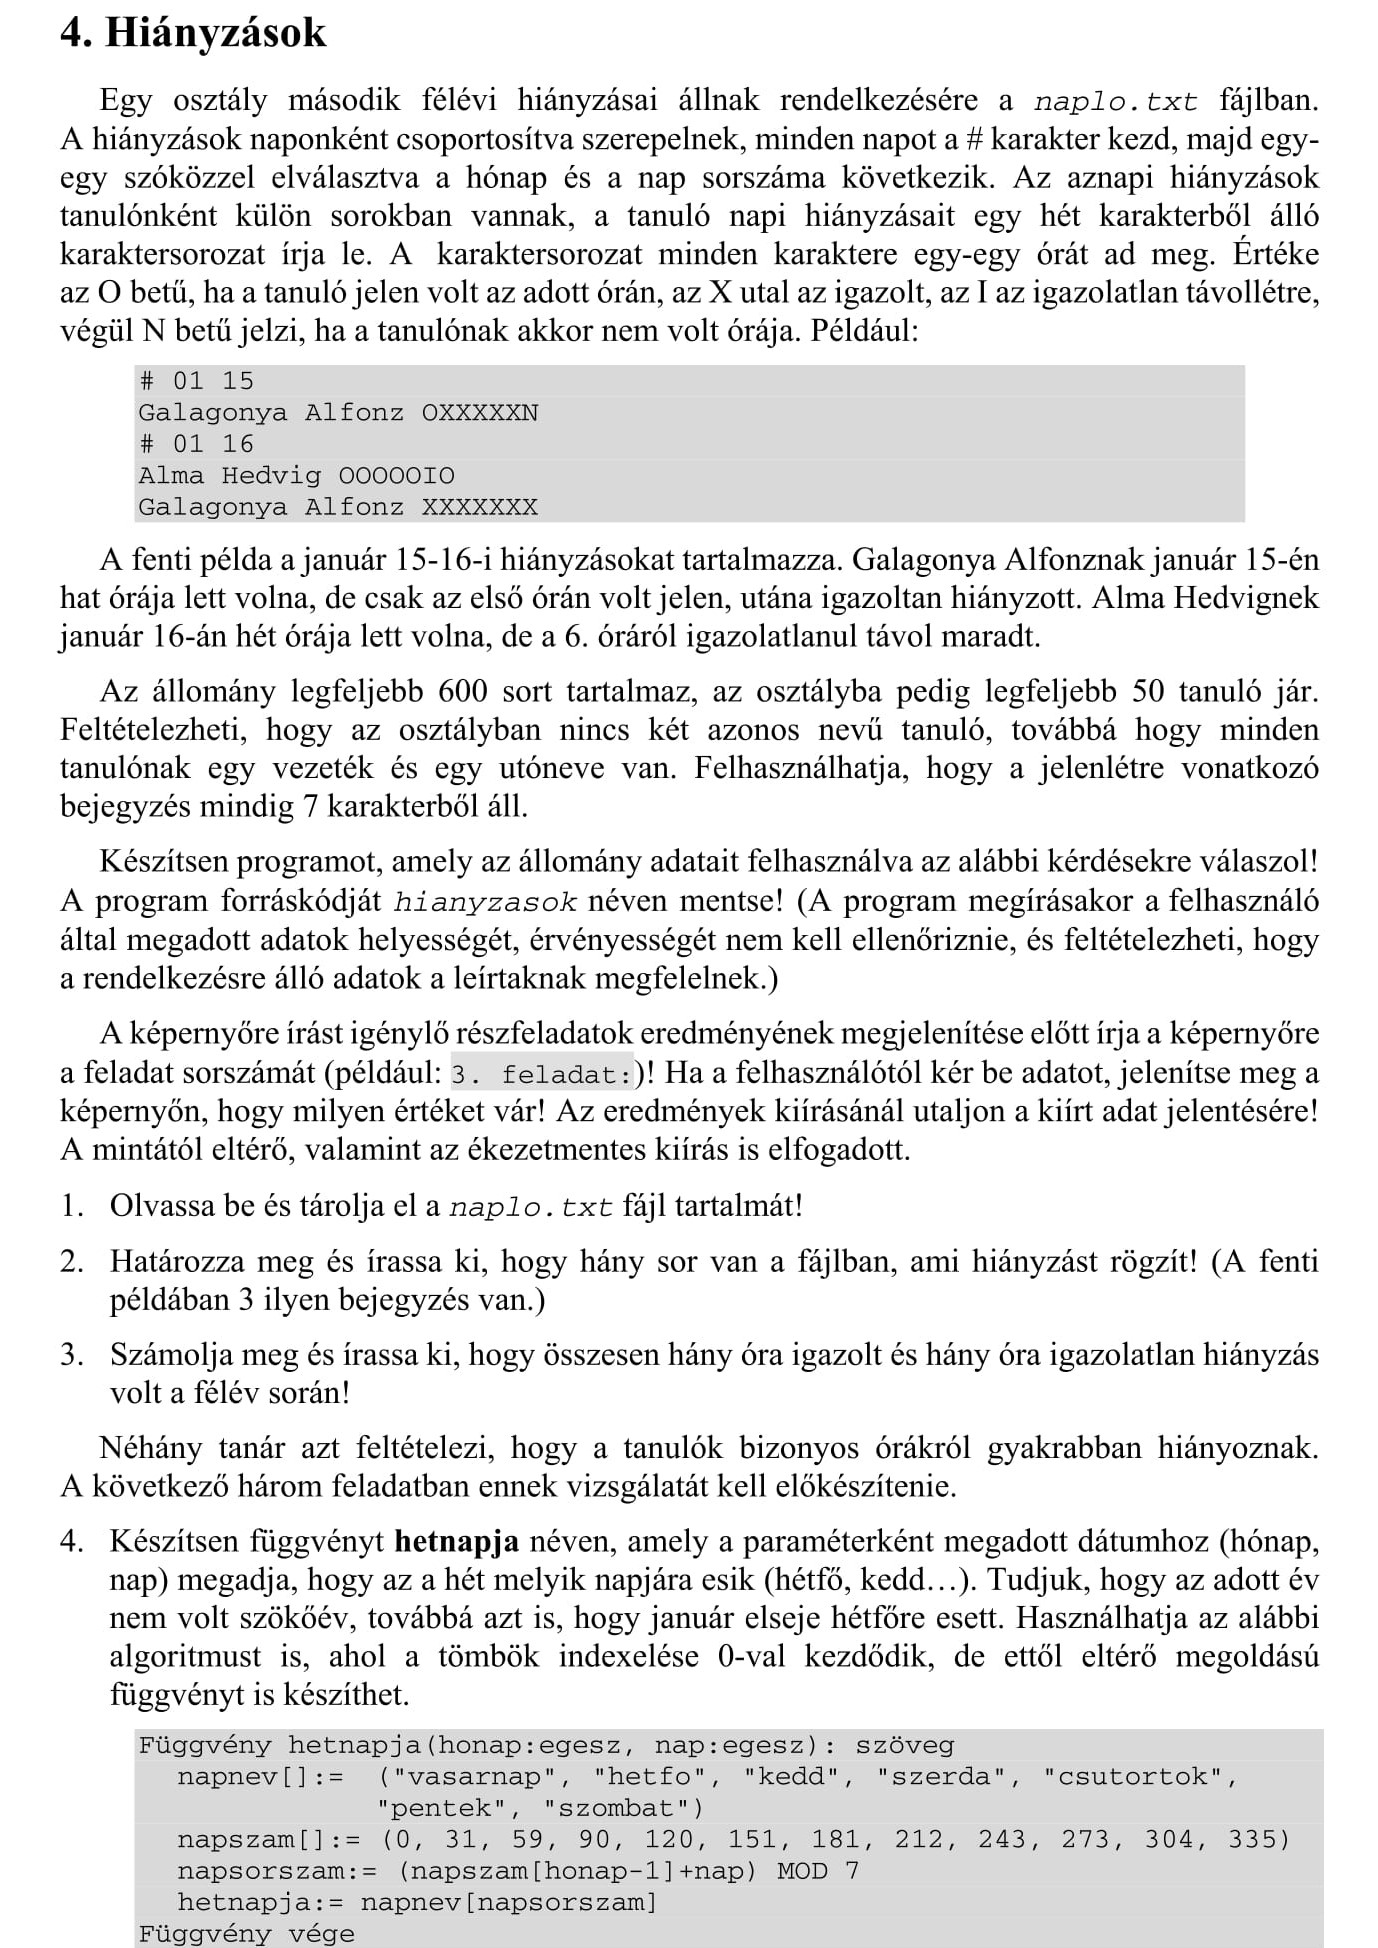 4. Hiányzások
Egy osztály második félévi hiányzásai állnak rendelkezésére a naplo.txt fájlban.
A hiányzások naponként csoportosítva szerepelnek, minden napot a # karakter kezd, majd egy-
egy szóközzel elválasztva a hónap és a nap sorszáma következik. Az aznapi hiányzások
tanulónként külön sorokban vannak, a tanuló napi hiányzásait egy hét karakterből álló
karaktersorozat írja le. A karaktersorozat minden karaktere egy-egy órát ad meg. Értéke
az O betű, ha a tanuló jelen volt az adott órán, az X utal az igazolt, az I az igazolatlan távollétre,
végül N betű jelzi, ha a tanulónak akkor nem volt órája. Például:
# 01 15
Galagonya Alfonz OXXXXXN
# 01 16
Alma Hedvig OOOOOIO
Galagonya Alfonz XXXXXXX
A fenti példa a január 15-16-i hiányzásokat tartalmazza. Galagonya Alfonznak január 15-én
hat órája lett volna, de csak az első órán volt jelen, utána igazoltan hiányzott. Alma Hedvignek
január 16-án hét órája lett volna, de a 6. óráról igazolatlanul távol maradt.
Az állomány legfeljebb 600 sort tartalmaz, az osztályba pedig legfeljebb 50 tanuló jár.
Feltételezheti, hogy az osztályban nincs két azonos nevű tanuló, továbbá hogy minden
tanulónak egy vezeték és egy utóneve van. Felhasználhatja, hogy a jelenlétre vonatkozó
bejegyzés mindig 7 karakterből áll.
Készítsen programot, amely az állomány adatait felhasználva az alábbi kérdésekre válaszol!
A program forráskódját hianyzasok néven mentse! (A program megírásakor a felhasználó
által megadott adatok helyességét, érvényességét nem kell ellenőriznie, és feltételezheti, hogy
a rendelkezésre álló adatok a leírtaknak megfelelnek.)
A képernyőre írást igénylő részfeladatok eredményének megjelenítése előtt írja a képernyőre
a feladat sorszámát (például: 3. feladat:)! Ha a felhasználótól kér be adatot, jelenítse meg a
képernyőn, hogy milyen értéket vár! Az eredmények kiírásánál utaljon a kiírt adat jelentésére!
A mintától eltérő, valamint az ékezetmentes kiírás is elfogadott.
1. Olvassa be és tárolja el a naplo.txt fájl tartalmát!
2. Határozza meg és írassa ki, hogy hány sor van a fájlban, ami hiányzást rögzít! (A fenti
példában 3 ilyen bejegyzés van.)
3. Számolja meg és írassa ki, hogy összesen hány óra igazolt és hány óra igazolatlan hiányzás
volt a félév során!
Néhány tanár azt feltételezi, hogy a tanulók bizonyos órákról gyakrabban hiányoznak.
A következő három feladatban ennek vizsgálatát kell előkészítenie.
4. Készítsen függvényt hetnapja néven, amely a paraméterként megadott dátumhoz (hónap,
nap) megadja, hogy az a hét melyik napjára esik (hétfő, kedd…). Tudjuk, hogy az adott év
nem volt szökőév, továbbá azt is, hogy január elseje hétfőre esett. Használhatja az alábbi
algoritmust is, ahol a tömbök indexelése 0-val kezdődik, de ettől eltérő megoldású
függvényt is készíthet.
Függvény hetnapja(honap:egesz, nap:egesz): szöveg
napnev[]:= ("vasarnap", "hetfo", "kedd", "szerda", "csutortok",
"pentek", "szombat")
napszam[]:= (0, 31, 59, 90, 120, 151, 181, 212, 243, 273, 304, 335)
napsorszam:= (napszam[honap-1]+nap) MOD 7
hetnapja:= napnev[napsorszam]
Függvény vége